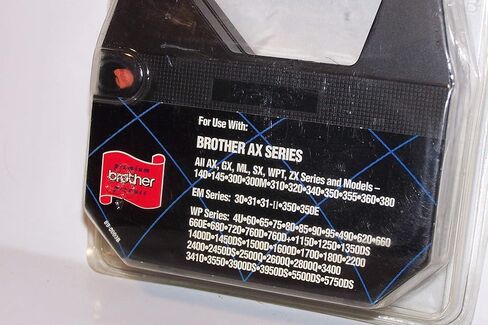 For Use With:
BROTHER AX SERIES
All AX, GX, ML, SX, WPT, ZX Series and Models –
140•145•300•300M•310•320•340•350•355•360•380
EM Series: 30•31•31-II•350•350E
WP Series: 4U•60•65•75•80•85•90•95•490•620•660
660E•680•720•760D•760D+•1150•1250•1350DS
1400D•1450DS•1500D•1600D•1700•1800•2200
2400•2450DS•2500Q•2600Q•2800Q•3400
3410•3550•3900DS•3950DS•5500DS•5750DS
premium
brother
product